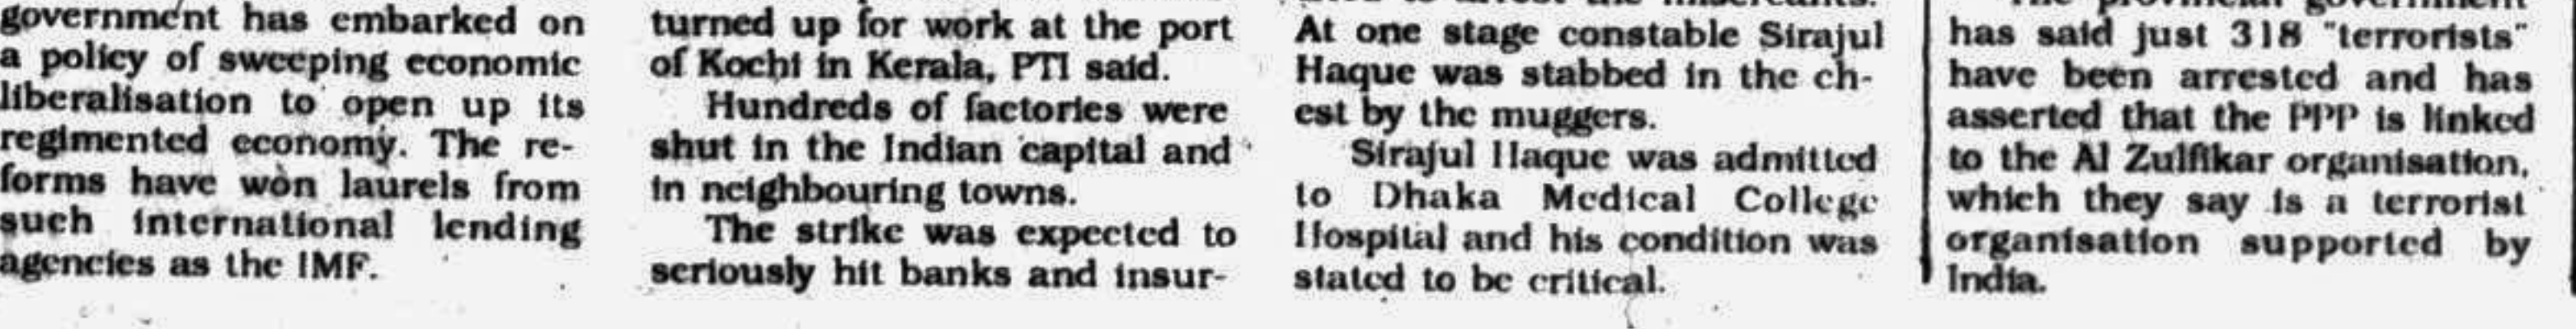 government has embarked on
a policy of sweeping economic
liberalisation to open up its
regimented economy. The re-
forms have won laurels from
such international lending
agencies as the IMF.
turned up for work at the port
of Kochi in Kerala, PTI said.
Hundreds of factories were
shut in the Indian capital and
in neighbouring towns.
The strike was expected to
seriously hit banks and insur-
At one stage constable Sirajul
Haque was stabbed in the ch-
est by the muggers.
Sirajul Haque was admitted
to Dhaka Medical College
Hospital and his condition was
stated to be critical.
The provincial government
has said just 318 "terrorists"
have been arrested and has
asserted that the PPP is linked
to the Al Zulfikar organisation,
which they say is a terrorist
organisation supported by
India.